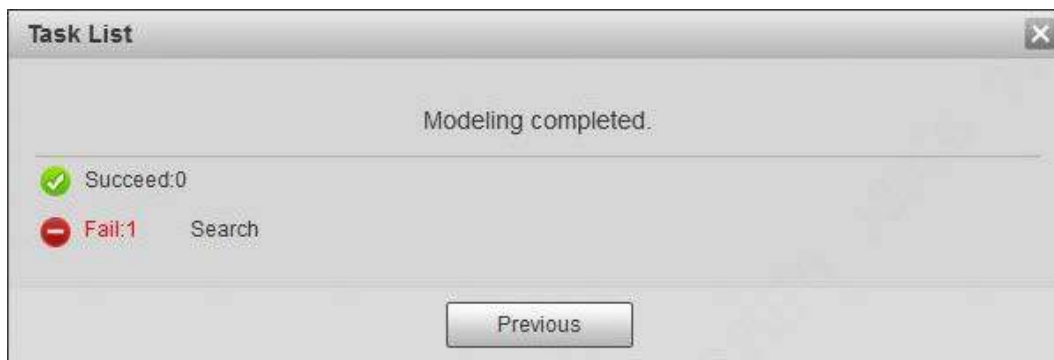 Task List
Modeling completed.
Succeed:0
Fail:1 Search
Previous